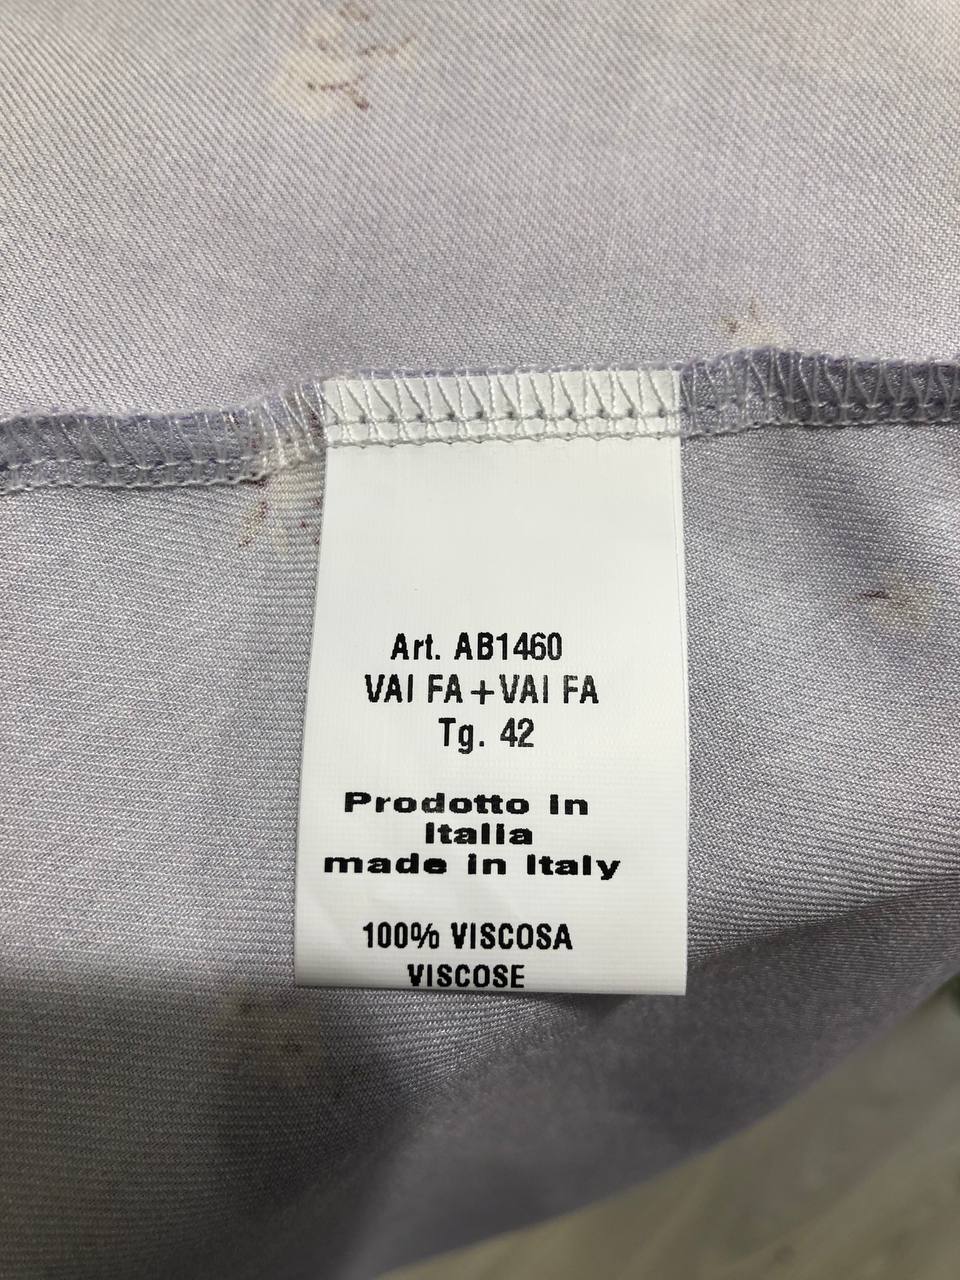 Art. AB1460
VAI FA+VAI FA
Tg. 42
Prodotto in
Italia
made in Italy
100% VISCOSA
VISCOSE